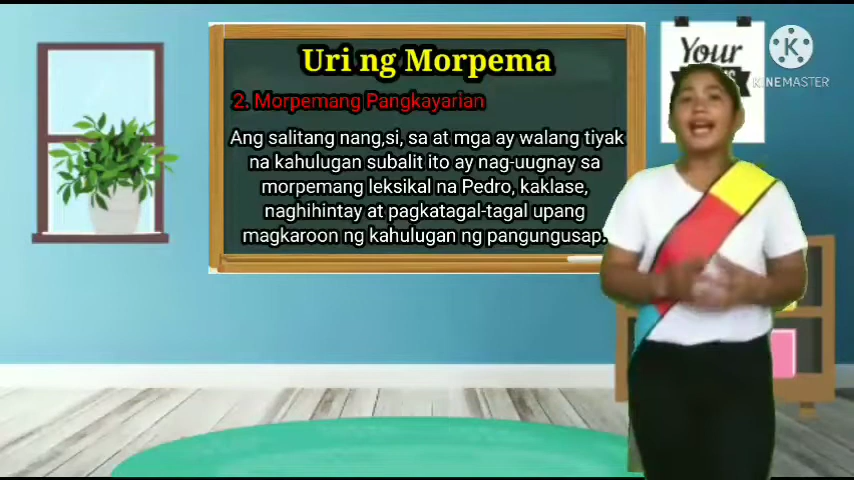 Uri ng Morpema
2. Morpemang Pangkayarian
Ang salitang nang,si, sa at mga ay walang tiyak
na kahulugan subalit ito ay nag-uugnay sa
morpemang leksikal na Pedro, kaklase,
naghihintay at pagkatagal-tagal upang
magkaroon ng kahulugan ng pangungusap.
Your
K
KINEMASTER